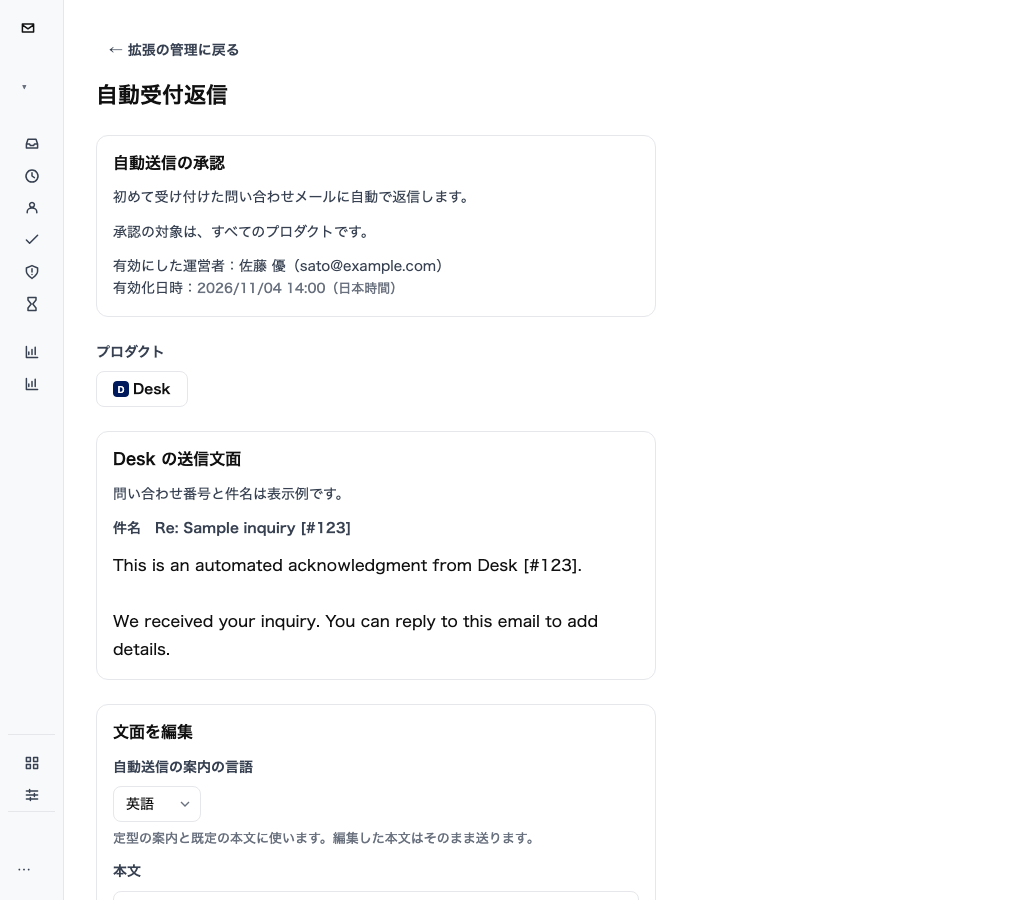 ← 拡張の管理に戻る
自動受付返信
自動送信の承認
初めて受け付けた問い合わせメールに自動で返信します。
承認の対象は、すべてのプロダクトです。
有効にした運営者：佐藤 優（sato@example.com）
有効化日時：2026/11/04 14:00（日本時間）
プロダクト
D Desk
Desk の送信文面
問い合わせ番号と件名は表示例です。
件名 Re: Sample inquiry [#123]
This is an automated acknowledgment from Desk [#123].
We received your inquiry. You can reply to this email to add
details.
文面を編集
自動送信の案内の言語
英語
定型の案内と既定の本文に使います。編集した本文はそのまま送ります。
本文